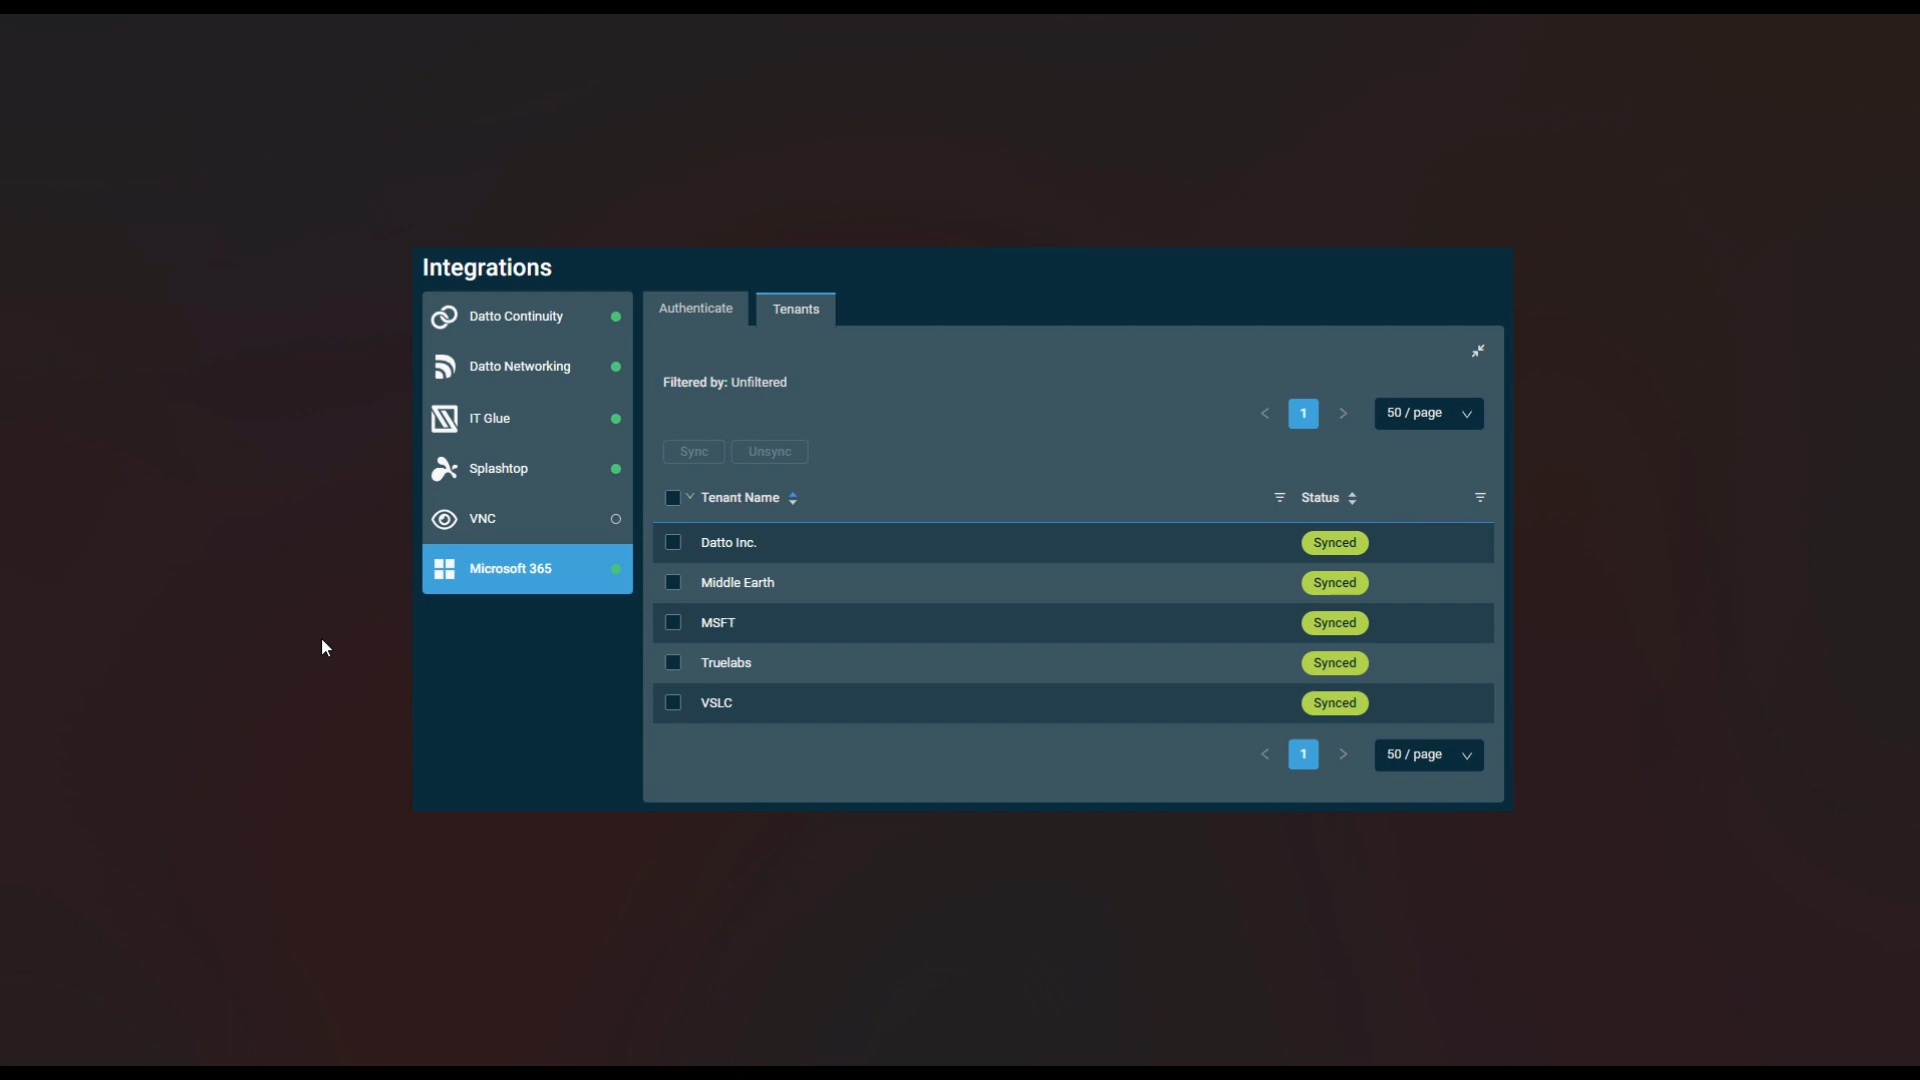 Integrations
Datto Continuity
Datto Networking
IT Glue
Splashtop
VNC
Microsoft 365
Authenticate
Tenants
Filtered by: Unfiltered
< 1 > 50 / page
Sync Unsync
Tenant Name Status
Datto Inc. Synced
Middle Earth Synced
MSFT Synced
Truelabs Synced
VSLC Synced
< 1 > 50 / page